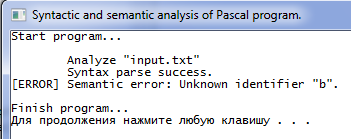 Syntactic and semantic analysis of Pascal program.
Start program...
Analyze "input.txt"
Syntax parse success.
[ERROR] Semantic error: Unknown identifier "b".
Finish program...
Для продолжения нажмите любую клавишу . . .